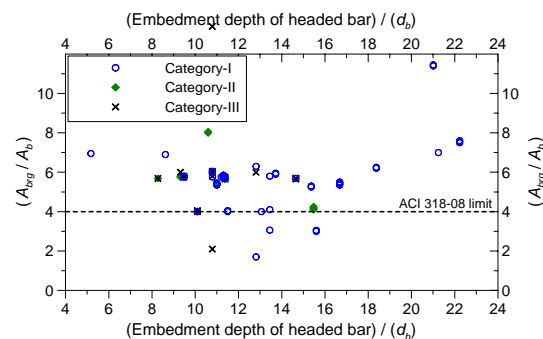 (Embedment depth of headed bar) / (d_b)
4 6 8 10 12 14 16 18 20 22 24
Category-I
Category-II
Category-III
10
8
6
4
2
0
(A_brg / A_b)
10
8
6
4
2
0
(A_brg / A_b)
ACI 318-08 limit
4 6 8 10 12 14 16 18 20 22 24
(Embedment depth of headed bar) / (d_b)